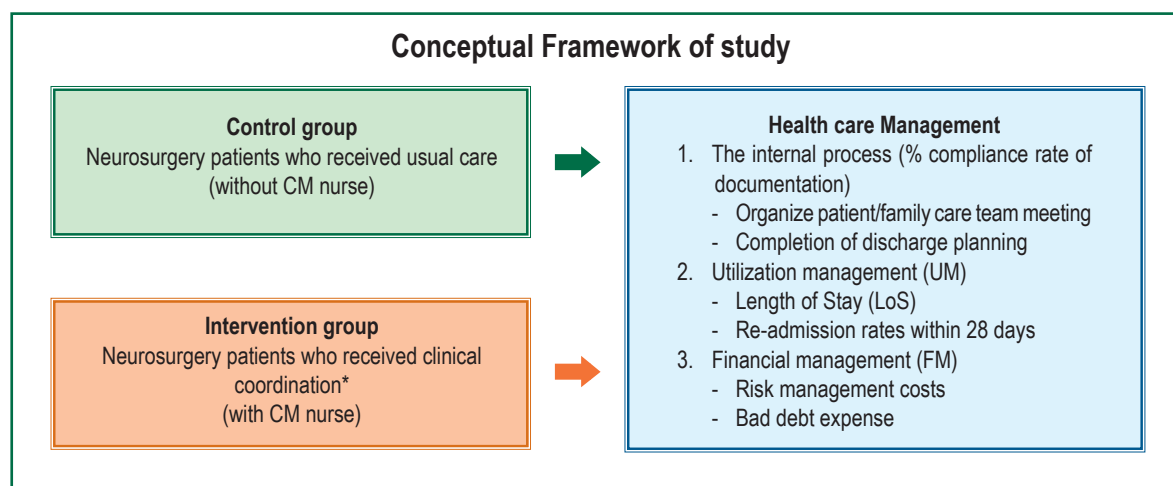 Conceptual Framework of study
Control group
Neurosurgery patients who received usual care
(without CM nurse)
Intervention group
Neurosurgery patients who received clinical
coordination*
(with CM nurse)
Health care Management
1. The internal process (% compliance rate of
documentation)
- Organize patient/family care team meeting
- Completion of discharge planning
2. Utilization management (UM)
- Length of Stay (LoS)
- Re-admission rates within 28 days
3. Financial management (FM)
- Risk management costs
- Bad debt expense